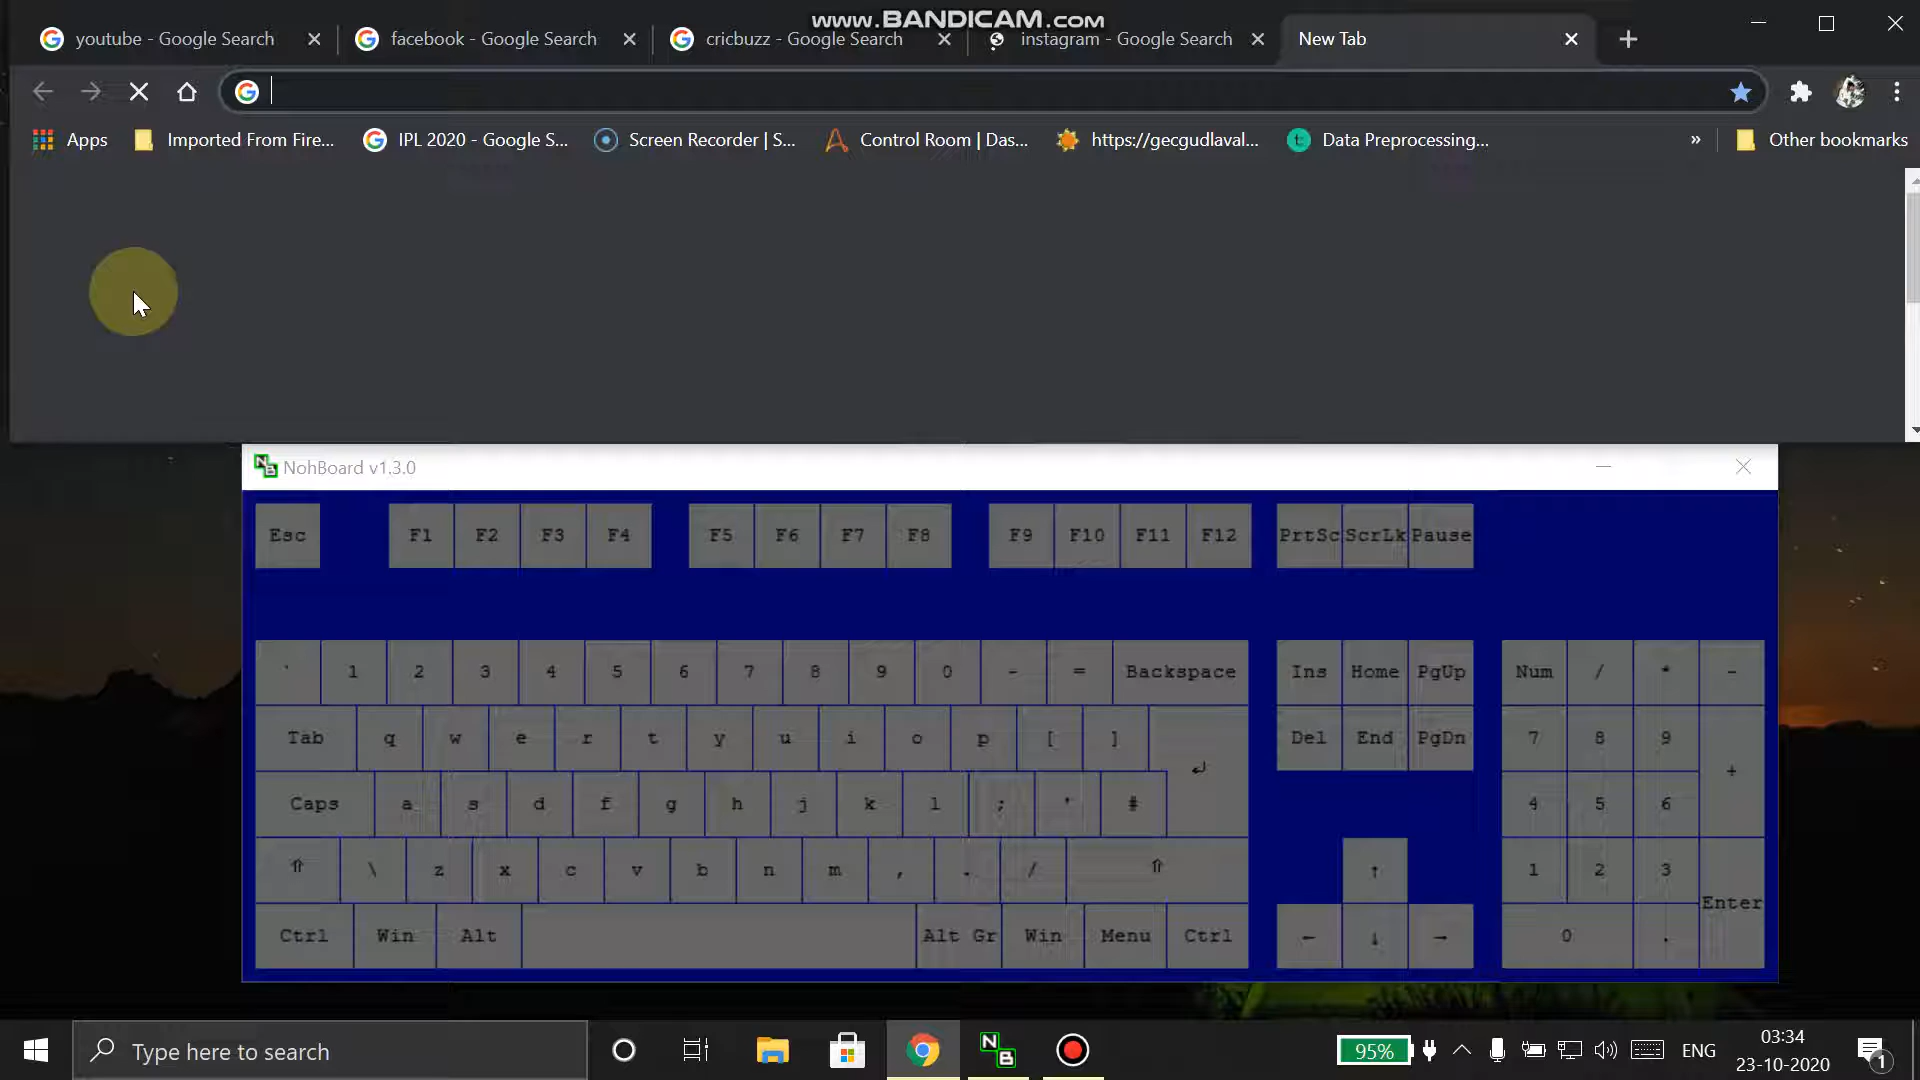 www.BANDICAM.com
youtube - Google Search
facebook - Google Search
cricbuzz - Google Search
instagram - Google Search
New Tab
Apps
Imported From Fire...
IPL 2020 - Google S...
Screen Recorder | S...
Control Room | Das...
https://gecgudlaval...
Data Preprocessing...
»
Other bookmarks
NohBoard v1.3.0
Esc F1 F2 F3 F4 F5 F6 F7 F8 F9 F10 F11 F12 PrtSc ScrLk Pause
` 1 2 3 4 5 6 7 8 9 0 - = Backspace Ins Home PgUp Num / * -
Tab q w e r t y u i o p [ ] ↵ Del End PgDn 7 8 9 +
Caps a s d f g h j k l ; ' # 4 5 6
⇧ \ z x c v b n m , . / ⇧ ↑ 1 2 3 Enter
Ctrl Win Alt Alt Gr Win Menu Ctrl ← ↓ → 0 .
Type here to search
95%
ENG
03:34
23-10-2020
1